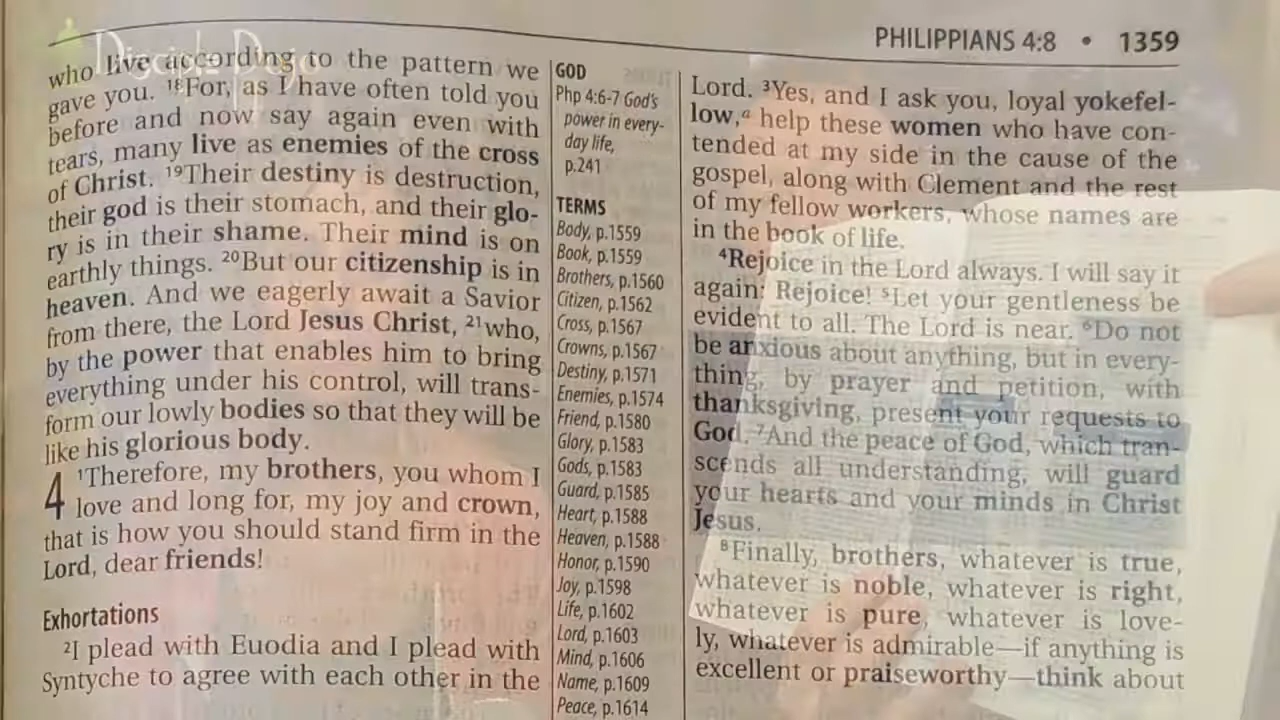 Disciple Dojo
PHILIPPIANS 4:8 • 1359
who live according to the pattern we
gave you. 18For, as I have often told you
before and now say again even with
tears, many live as enemies of the cross
of Christ. 19Their destiny is destruction,
their god is their stomach, and their glo-
ry is in their shame. Their mind is on
earthly things. 20But our citizenship is in
heaven. And we eagerly await a Savior
from there, the Lord Jesus Christ, 21who,
by the power that enables him to bring
everything under his control, will trans-
form our lowly bodies so that they will be
like his glorious body.
4 1Therefore, my brothers, you whom I
love and long for, my joy and crown,
that is how you should stand firm in the
Lord, dear friends!
Exhortations
2I plead with Euodia and I plead with
Syntyche to agree with each other in the
GOD
Php 4:6-7 God's
power in every-
day life,
p.241
TERMS
Body, p.1559
Book, p.1559
Brothers, p.1560
Citizen, p.1562
Cross, p.1567
Crowns, p.1567
Destiny, p.1571
Enemies, p.1574
Friend, p.1580
Glory, p.1583
Gods, p.1583
Guard, p.1585
Heart, p.1588
Heaven, p.1588
Honor, p.1590
Joy, p.1598
Life, p.1602
Lord, p.1603
Mind, p.1606
Name, p.1609
Peace, p.1614
Lord. 3Yes, and I ask you, loyal yokefel-
low,a help these women who have con-
tended at my side in the cause of the
gospel, along with Clement and the rest
of my fellow workers, whose names are
in the book of life.
4Rejoice in the Lord always. I will say it
again: Rejoice! 5Let your gentleness be
evident to all. The Lord is near. 6Do not
be anxious about anything, but in every-
thing, by prayer and petition, with
thanksgiving, present your requests to
God. 7And the peace of God, which tran-
scends all understanding, will guard
your hearts and your minds in Christ
Jesus.
8Finally, brothers, whatever is true,
whatever is noble, whatever is right,
whatever is pure, whatever is love-
ly, whatever is admirable—if anything is
excellent or praiseworthy—think about